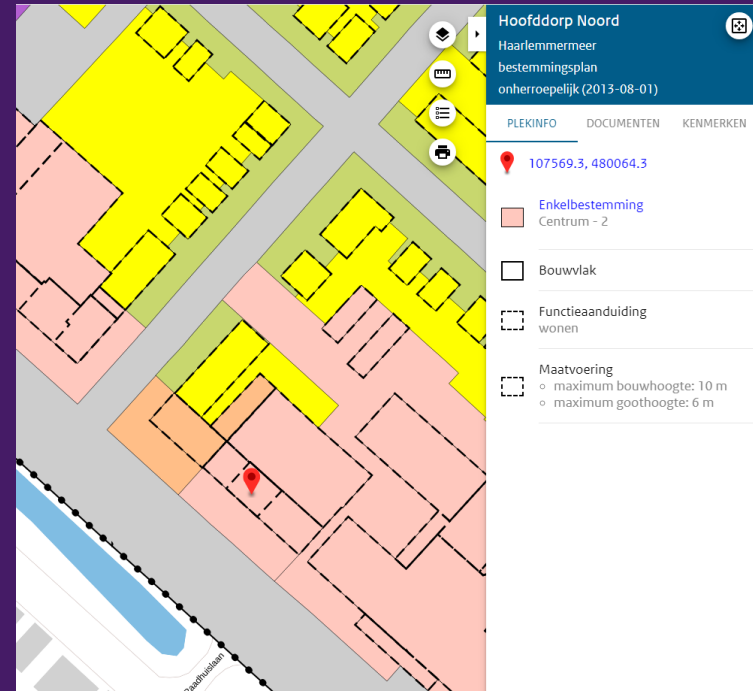 Hoofddorp Noord
Haarlemmermeer
bestemmingsplan
onherroepelijk (2013-08-01)
PLEKINFO DOCUMENTEN KENMERKEN
107569.3, 480064.3
Enkelbestemming
Centrum - 2
Bouwvlak
Functieaanduiding
wonen
Maatvoering
maximum bouwhoogte: 10 m
maximum goothoogte: 6 m
Raadhuislaan